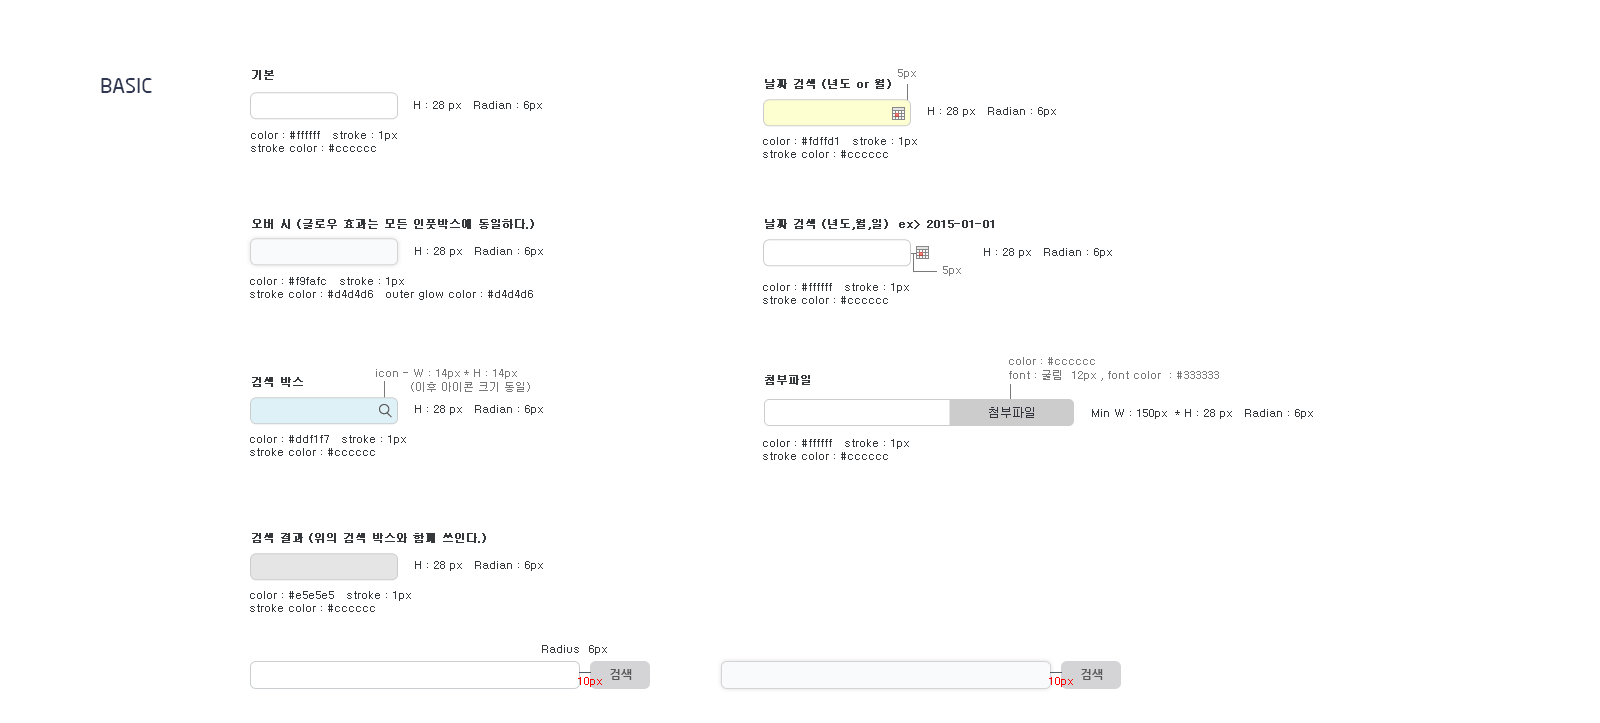 BASIC
기본
H : 28 px   Radian : 6px
color : #ffffff   stroke : 1px
stroke color : #cccccc
5px
날짜 검색 (년도 or 월)
H : 28 px   Radian : 6px
color : #fdffd1   stroke : 1px
stroke color : #cccccc
오버 시 (글로우 효과는 모든 인풋박스에 동일하다.)
H : 28 px   Radian : 6px
color : #f9fafc   stroke : 1px
stroke color : #d4d4d6   outer glow color : #d4d4d6
날짜 검색 (년도,월,일)  ex> 2015-01-01
H : 28 px   Radian : 6px
5px
color : #ffffff   stroke : 1px
stroke color : #cccccc
icon - W : 14px * H : 14px
(이후 아이콘 크기 동일)
검색 박스
H : 28 px   Radian : 6px
color : #ddf1f7   stroke : 1px
stroke color : #cccccc
color : #cccccc
font : 굴림  12px , font color  : #333333
첨부파일
첨부파일
Min W : 150px  * H : 28 px   Radian : 6px
color : #ffffff   stroke : 1px
stroke color : #cccccc
검색 결과 (위의 검색 박스와 함께 쓰인다.)
H : 28 px   Radian : 6px
color : #e5e5e5   stroke : 1px
stroke color : #cccccc
Radius  6px
10px
검색
10px
검색